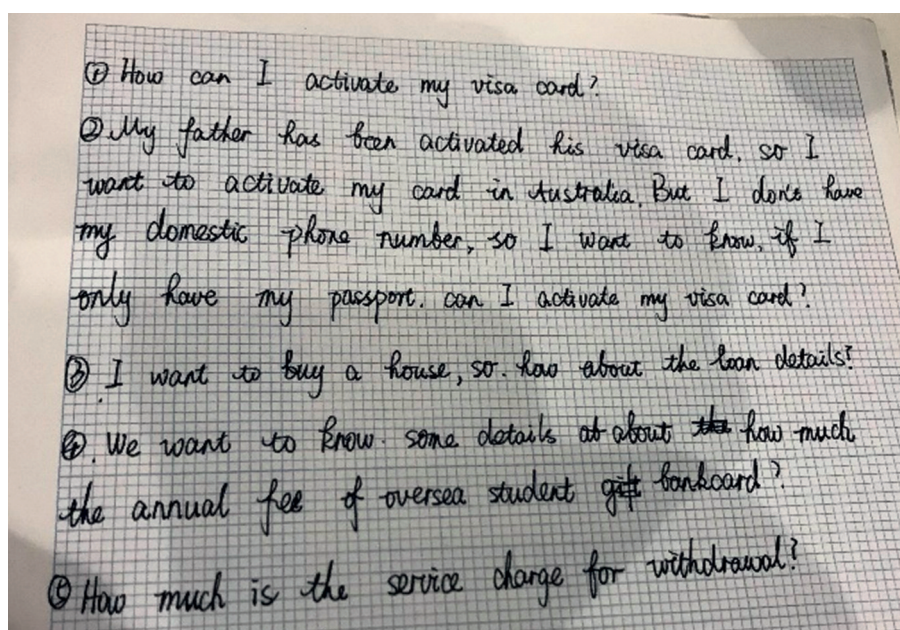 ① How can I activate my visa card?
② My father has been activated his visa card. so I
want to activate my card in Australia. But I don't have
my domestic phone number, so I want to know, if I
only have my passport. can I activate my visa card?
③ I want to buy a house, so. how about the loan details?
④. We want to know. some details about how much
the annual fee of oversea student bankcard?
⑤ How much is the service charge for withdrawal?